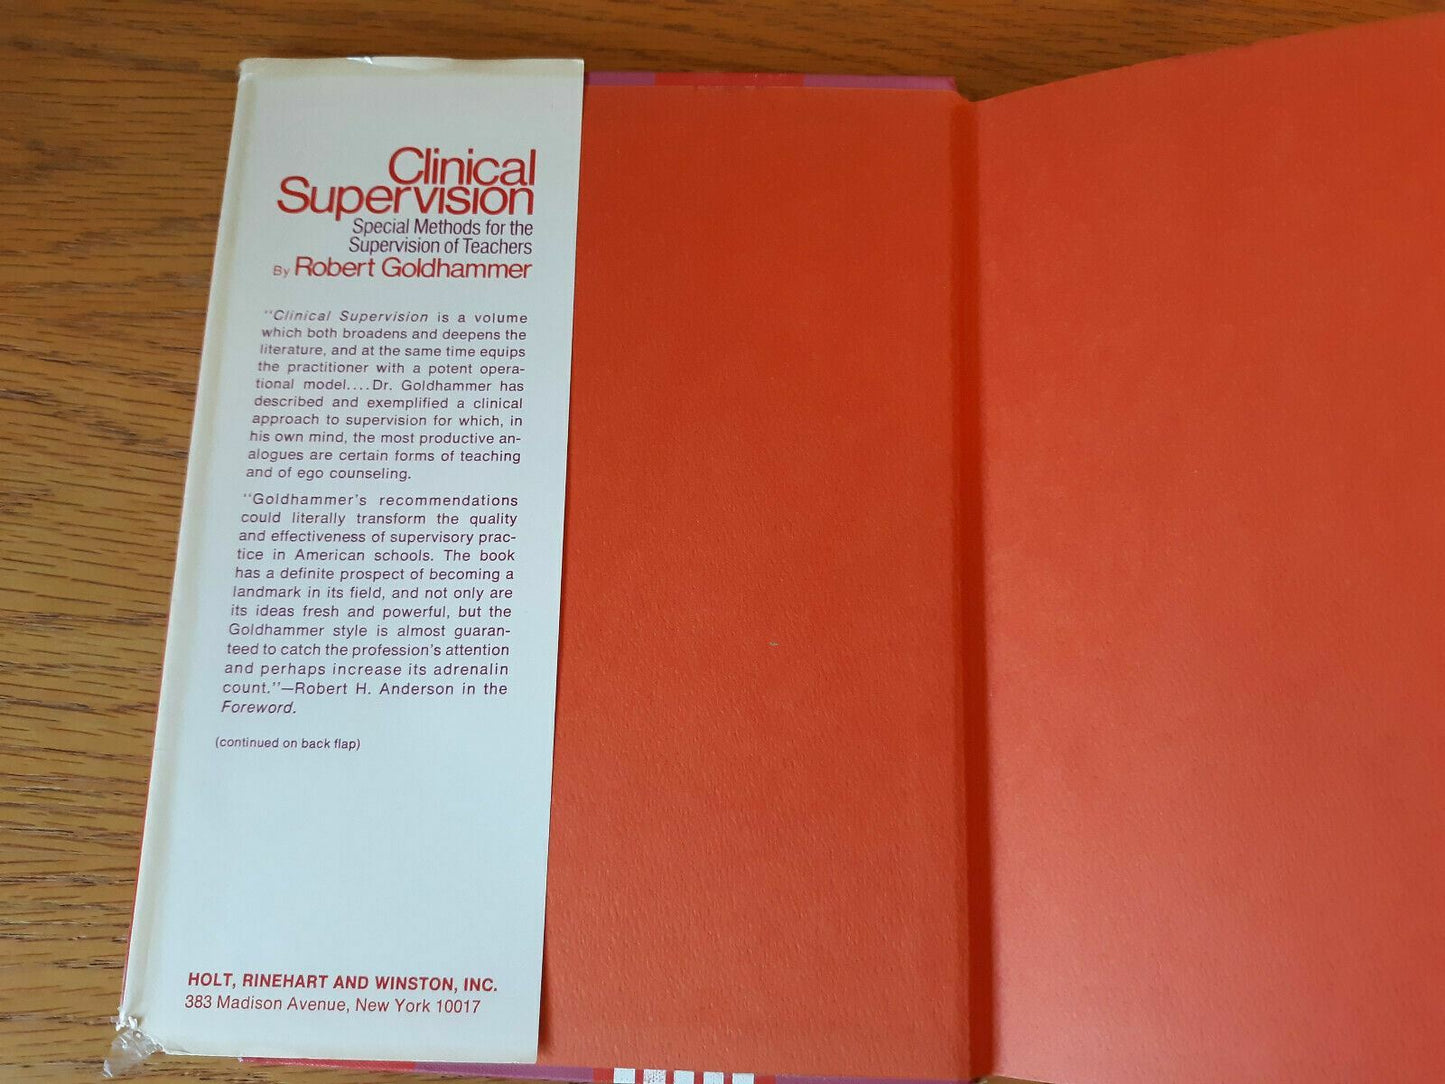 Clinical
Supervision
Special Methods for the
Supervision of Teachers
By Robert Goldhammer
"Clinical Supervision is a volume
which both broadens and deepens the
literature, and at the same time equips
the practitioner with a potent opera-
tional model....Dr. Goldhammer has
described and exemplified a clinical
approach to supervision for which, in
his own mind, the most productive an-
alogues are certain forms of teaching
and of ego counseling.
"Goldhammer's recommendations
could literally transform the quality
and effectiveness of supervisory prac-
tice in American schools. The book
has a definite prospect of becoming a
landmark in its field, and not only are
its ideas fresh and powerful, but the
Goldhammer style is almost guaran-
teed to catch the profession's attention
and perhaps increase its adrenalin
count."—Robert H. Anderson in the
Foreword.
(continued on back flap)
HOLT, RINEHART AND WINSTON, INC.
383 Madison Avenue, New York 10017